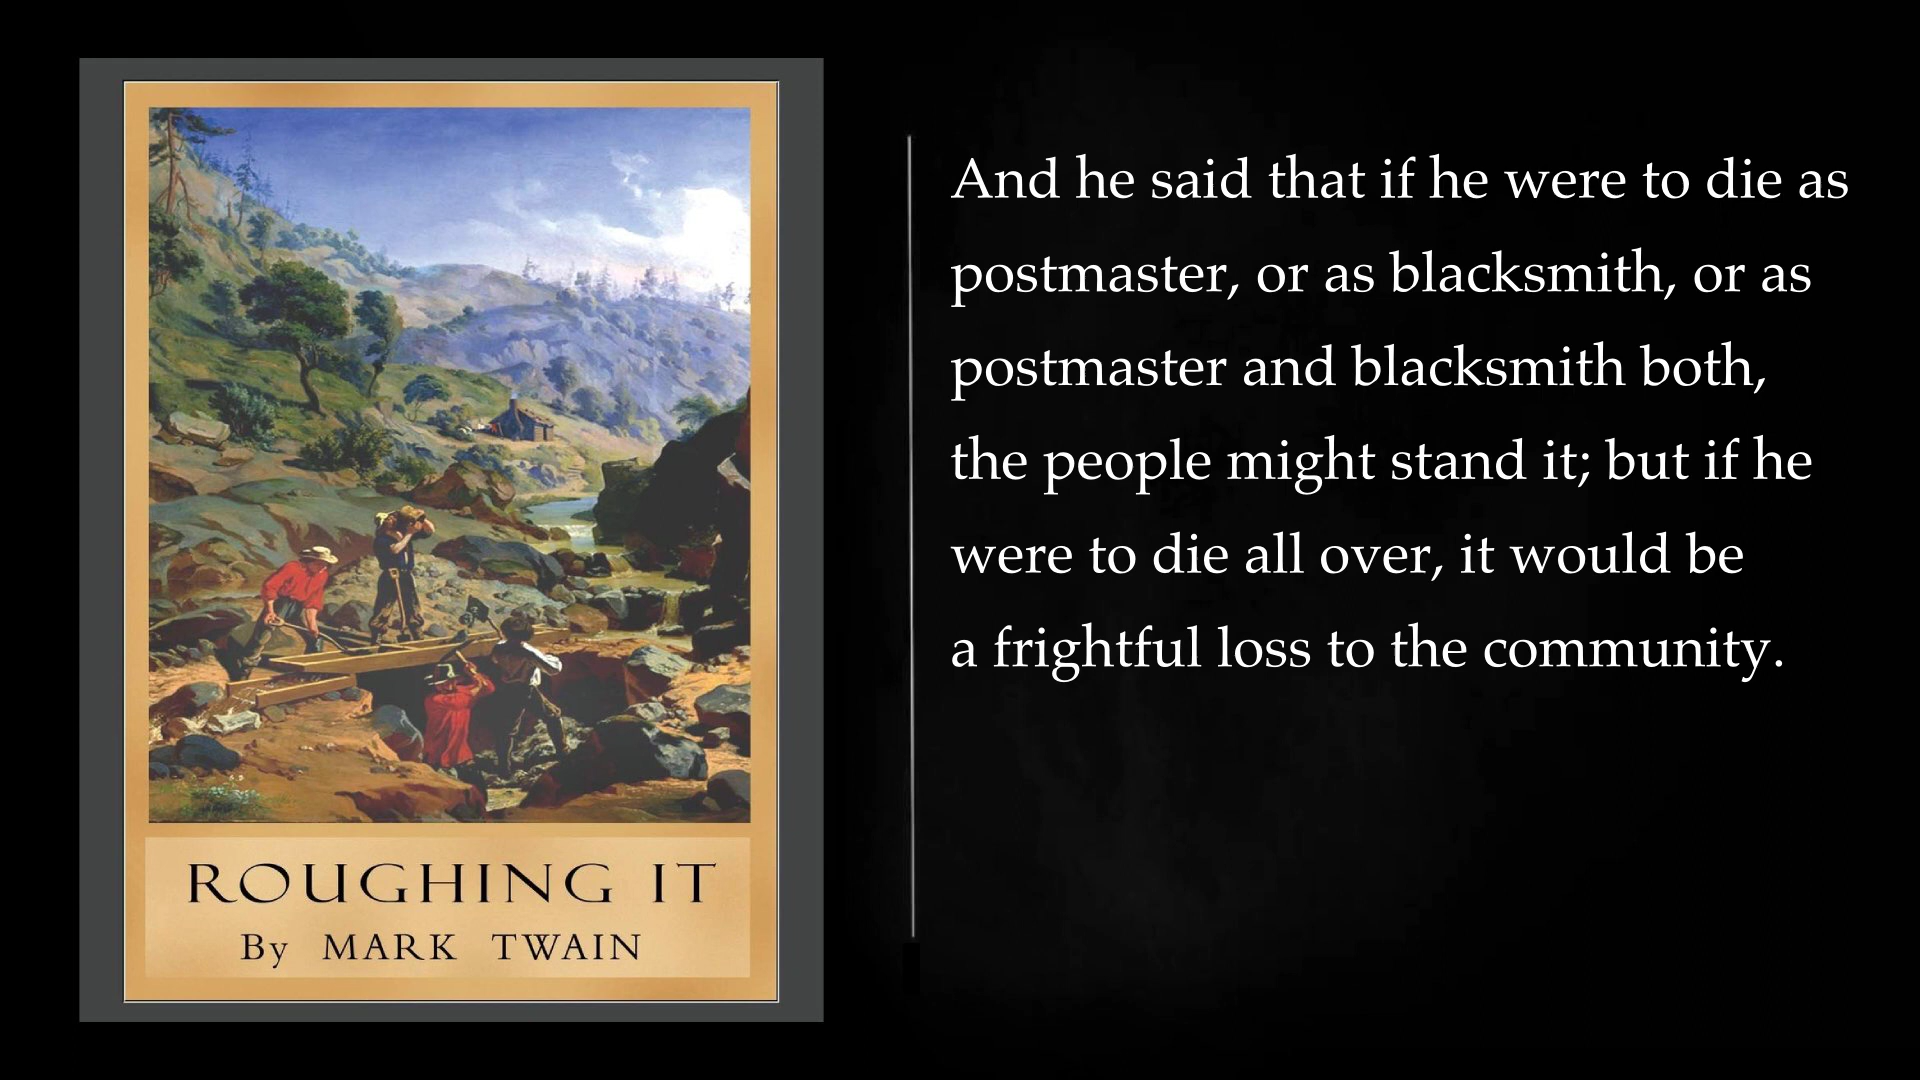 ROUGHING IT
By MARK TWAIN
And he said that if he were to die as
postmaster, or as blacksmith, or as
postmaster and blacksmith both,
the people might stand it; but if he
were to die all over, it would be
a frightful loss to the community.